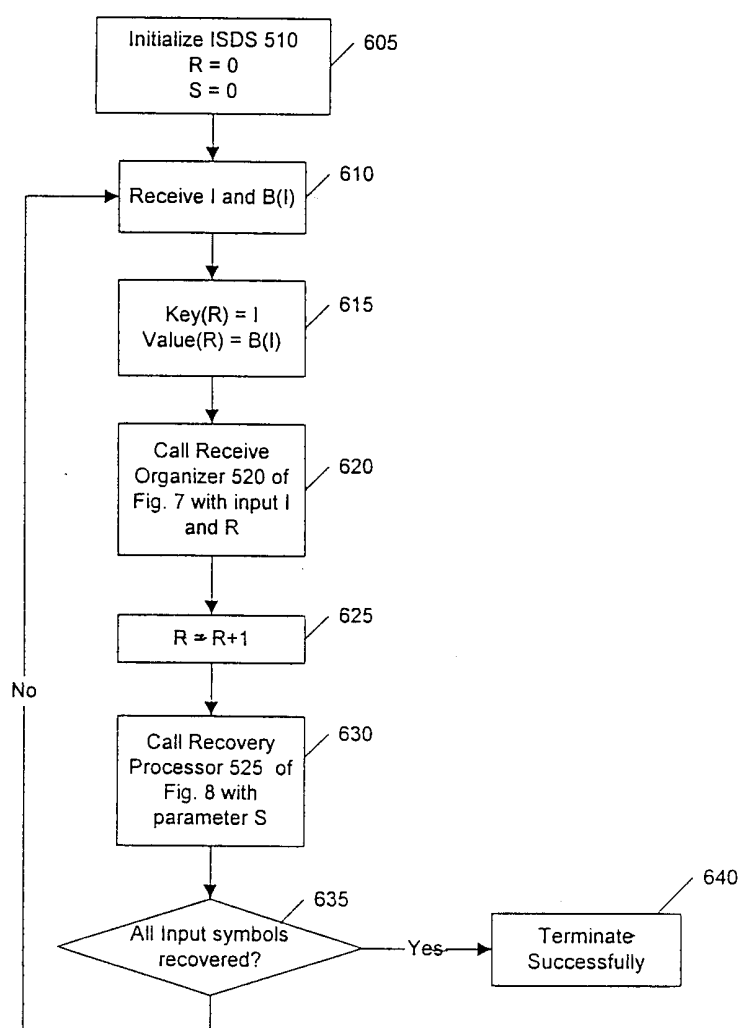 Initialize ISDS 510
R = 0
S = 0
605
Receive I and B(I)
610
Key(R) = I
Value(R) = B(I)
615
Call Receive
Organizer 520 of
Fig. 7 with input I
and R
620
R = R+1
625
No
Call Recovery
Processor 525 of
Fig. 8 with
parameter S
630
All Input symbols
recovered?
635
Yes
Terminate
Successfully
640